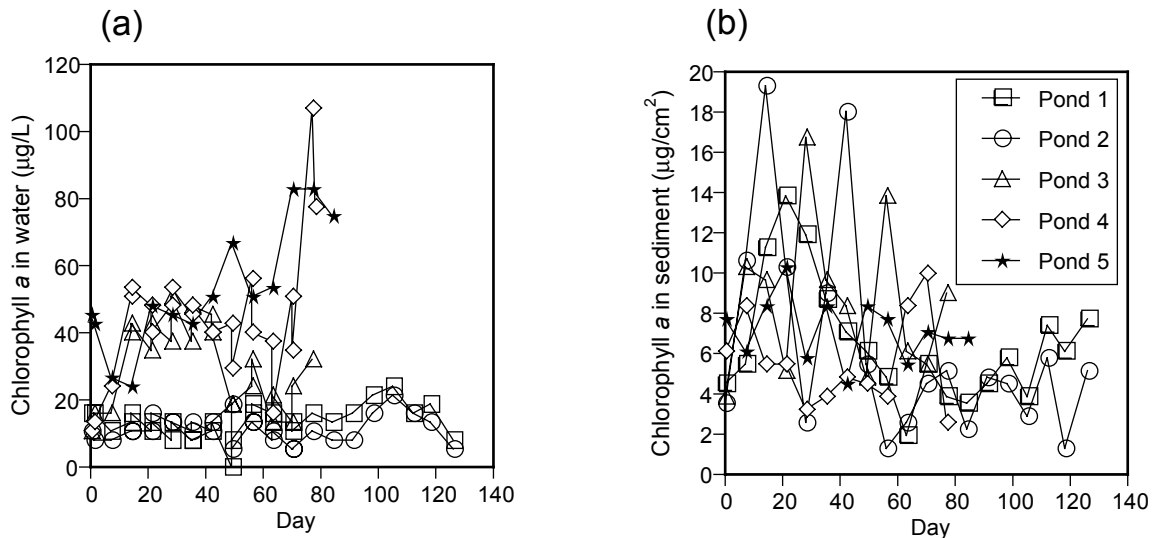 (a)
(b)
120
100
80
60
40
20
0
Chlorophyll a in water (µg/L)
0 20 40 60 80 100 120 140
Day
20
18
16
14
12
10
8
6
4
2
0
Chlorophyll a in sediment (µg/cm²)
0 20 40 60 80 100 120 140
Day
Pond 1
Pond 2
Pond 3
Pond 4
Pond 5